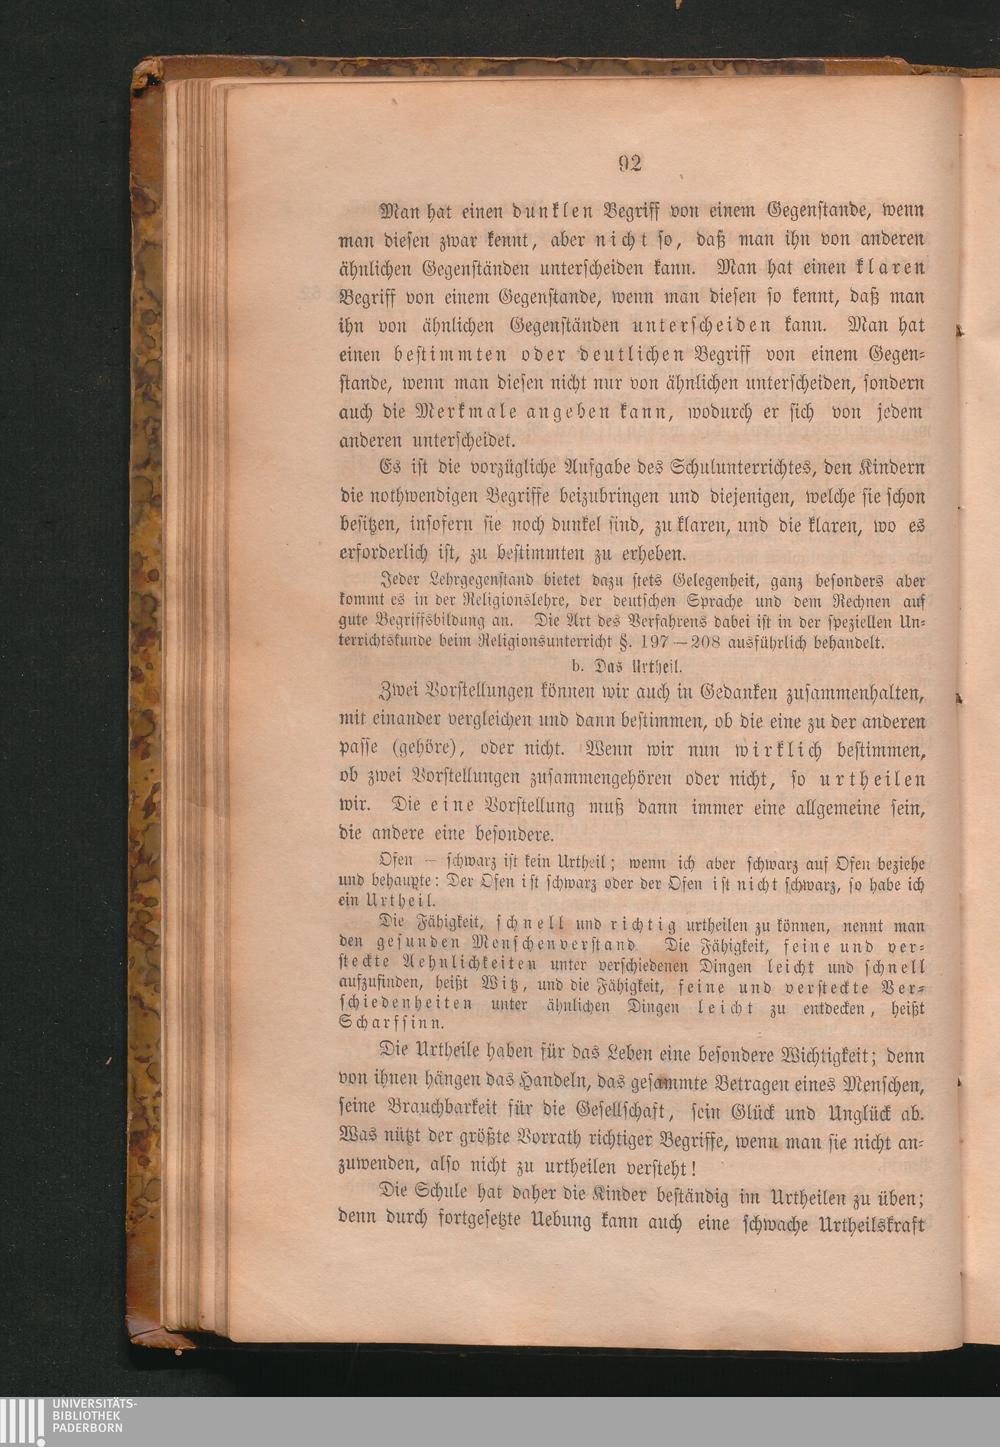 92
Man hat einen dunklen Begriff von einem Gegenstande, wenn
man diesen zwar kennt, aber nicht so, daß man ihn von anderen
ähnlichen Gegenständen unterscheiden kann. Man hat einen klaren
Begriff von einem Gegenstande, wenn man diesen so kennt, daß man
ihn von ähnlichen Gegenständen unterscheiden kann. Man hat
einen bestimmten oder deutlichen Begriff von einem Gegen-
stande, wenn man diesen nicht nur von ähnlichen unterscheiden, sondern
auch die Merkmale angeben kann, wodurch er sich von jedem
anderen unterscheidet.
Es ist die vorzügliche Aufgabe des Schulunterrichtes, den Kindern
die nothwendigen Begriffe beizubringen und diejenigen, welche sie schon
besitzen, insofern sie noch dunkel sind, zu klaren, und die klaren, wo es
erforderlich ist, zu bestimmten zu erheben.
Jeder Lehrgegenstand bietet dazu stets Gelegenheit, ganz besonders aber
kommt es in der Religionslehre, der deutschen Sprache und dem Rechnen auf
gute Begriffsbildung an. Die Art des Verfahrens dabei ist in der speziellen Un-
terrichtskunde beim Religionsunterricht §. 197—208 ausführlich behandelt.
b. Das Urtheil.
Zwei Vorstellungen können wir auch in Gedanken zusammenhalten,
mit einander vergleichen und dann bestimmen, ob die eine zu der anderen
passe (gehöre), oder nicht. Wenn wir nun wirklich bestimmen,
ob zwei Vorstellungen zusammengehören oder nicht, so urtheilen
wir. Die eine Vorstellung muß dann immer eine allgemeine sein,
die andere eine besondere.
Ofen — schwarz ist kein Urtheil; wenn ich aber schwarz auf Ofen beziehe
und behaupte: Der Ofen ist schwarz oder der Ofen ist nicht schwarz, so habe ich
ein Urtheil.
Die Fähigkeit, schnell und richtig urtheilen zu können, nennt man
den gesunden Menschenverstand Die Fähigkeit, feine und ver-
steckte Aehnlichkeiten unter verschiedenen Dingen leicht und schnell
aufzufinden, heißt Witz, und die Fähigkeit, feine und versteckte Ver-
schiedenheiten unter ähnlichen Dingen leicht zu entdecken, heißt
Scharfsinn.
Die Urtheile haben für das Leben eine besondere Wichtigkeit; denn
von ihnen hängen das Handeln, das gesammte Betragen eines Menschen,
seine Brauchbarkeit für die Gesellschaft, sein Glück und Unglück ab.
Was nützt der größte Vorrath richtiger Begriffe, wenn man sie nicht an-
zuwenden, also nicht zu urtheilen versteht!
Die Schule hat daher die Kinder beständig im Urtheilen zu üben;
denn durch fortgesetzte Uebung kann auch eine schwache Urtheilskraft
UNIVERSITÄTS-
BIBLIOTHEK
PADERBORN